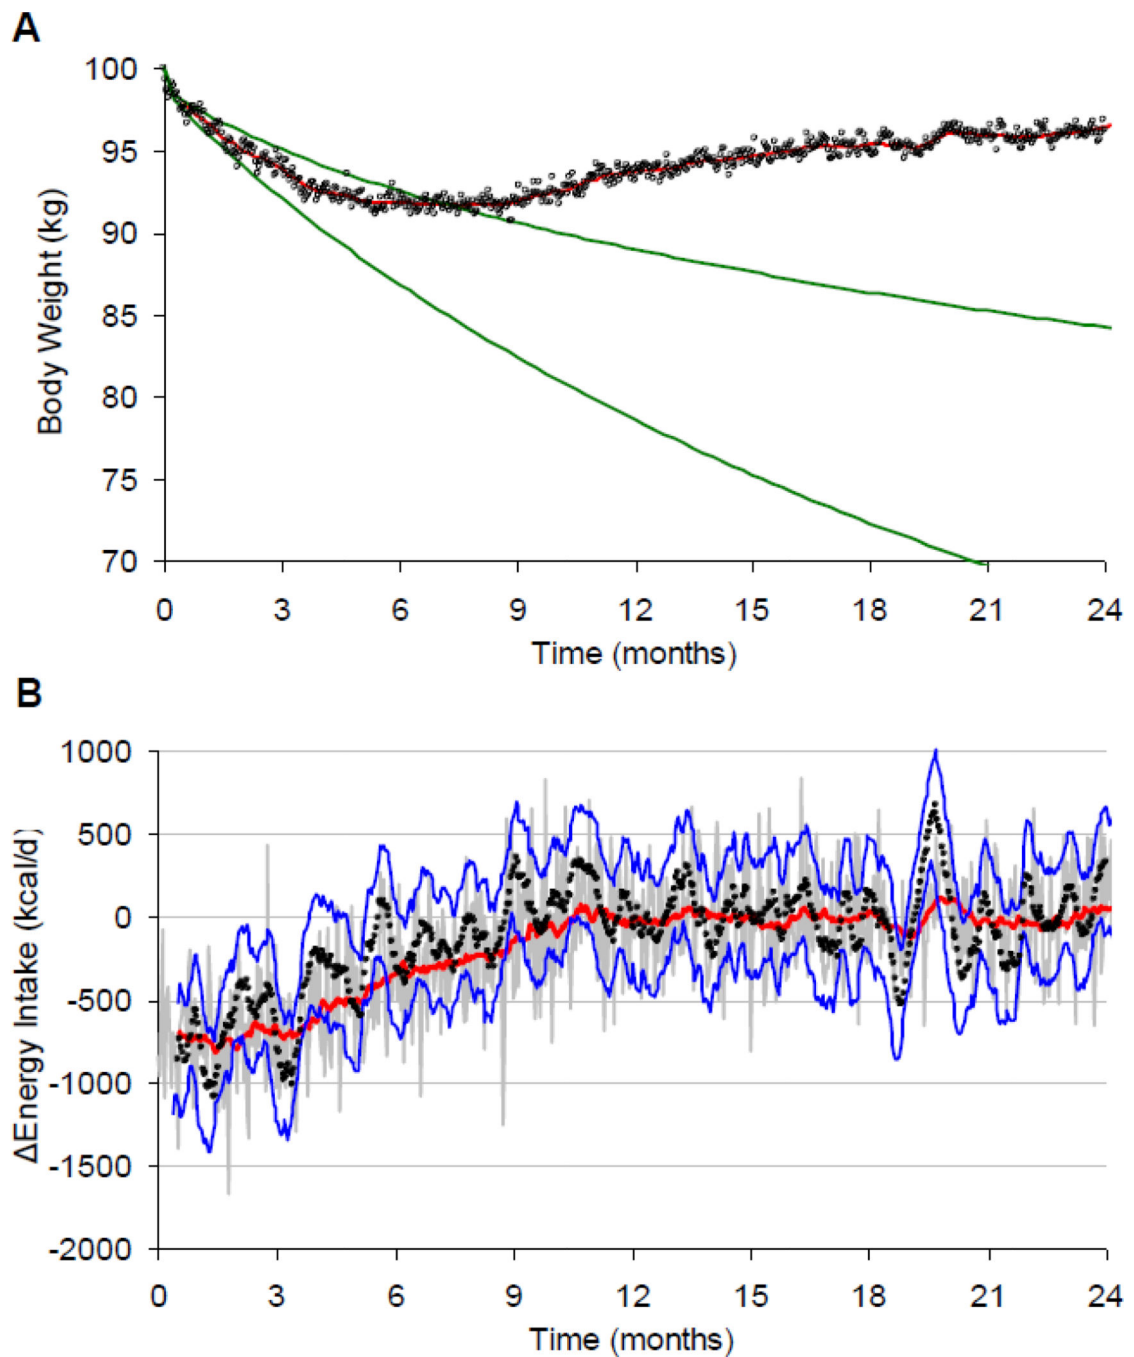 A
100
95
90
85
80
75
70
Body Weight (kg)
0 3 6 9 12 15 18 21 24
Time (months)
B
1000
500
0
-500
-1000
-1500
-2000
ΔEnergy Intake (kcal/d)
0 3 6 9 12 15 18 21 24
Time (months)